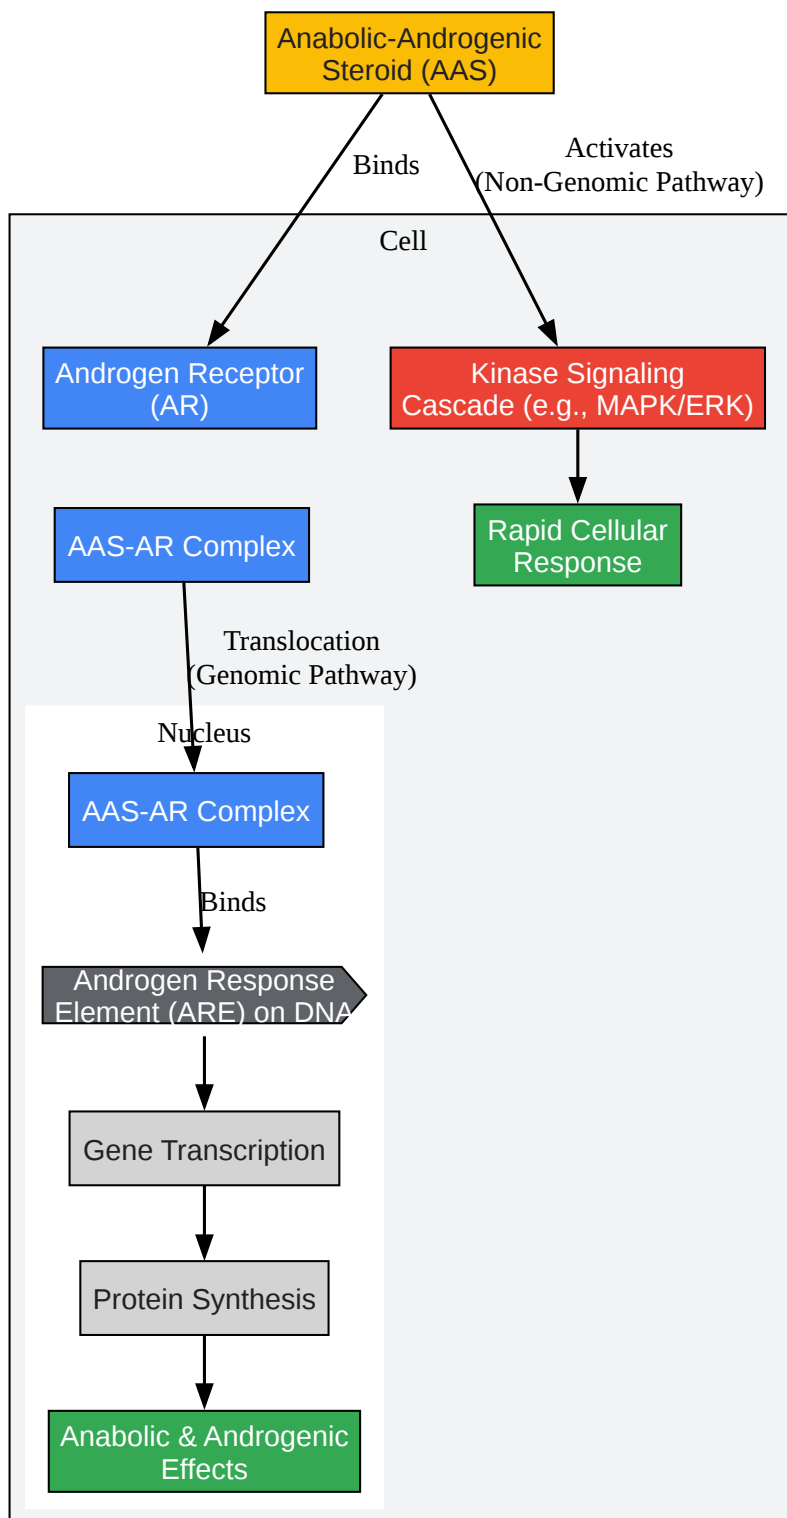 Anabolic-Androgenic
Steroid (AAS)
Binds
Activates
(Non-Genomic Pathway)
Cell
Androgen Receptor
(AR)
Kinase Signaling
Cascade (e.g., MAPK/ERK)
AAS-AR Complex
Rapid Cellular
Response
Translocation
(Genomic Pathway)
Nucleus
AAS-AR Complex
Binds
Androgen Response
Element (ARE) on DNA
Gene Transcription
Protein Synthesis
Anabolic & Androgenic
Effects